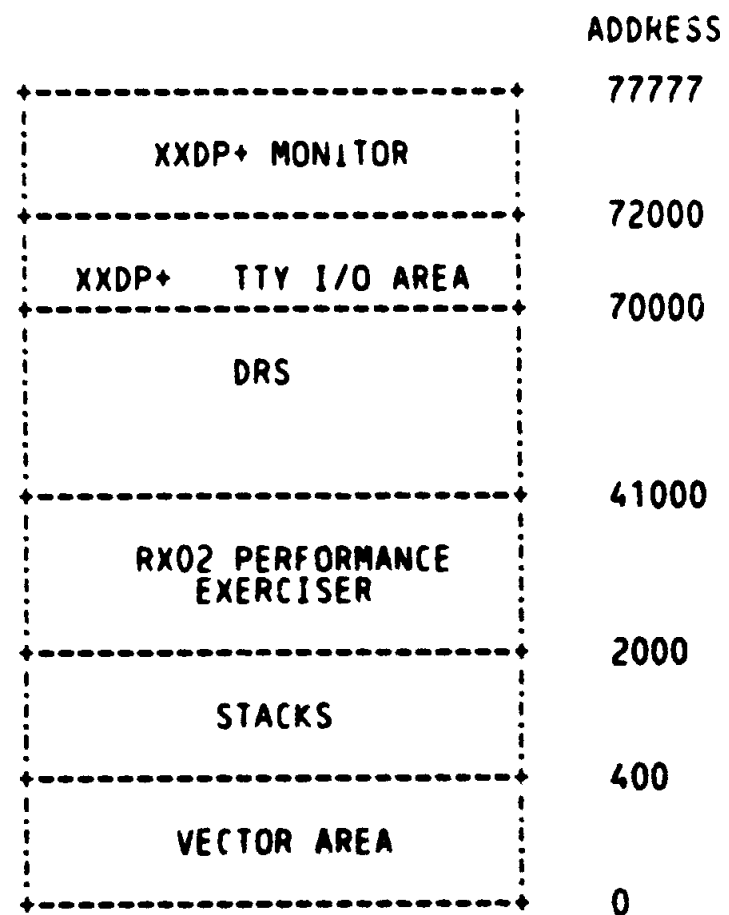 ADDRESS
77777
XXDP+ MONITOR
72000
XXDP+ TTY I/O AREA
70000
DRS
41000
RX02 PERFORMANCE
EXERCISER
2000
STACKS
400
VECTOR AREA
0